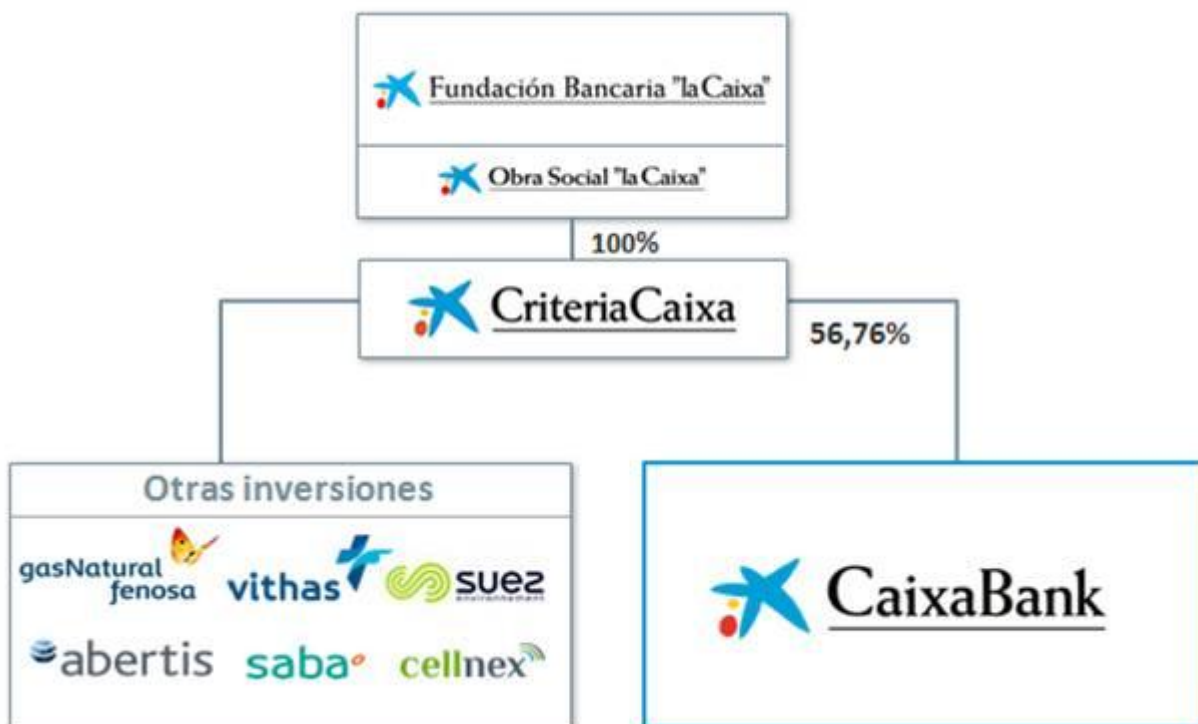 Fundación Bancaria "la Caixa"
Obra Social "la Caixa"
100%
CriteriaCaixa
56,76%
Otras inversiones
gasNatural
fenosa
vithas
suez
environnement
abertis
saba
cellnex
CaixaBank